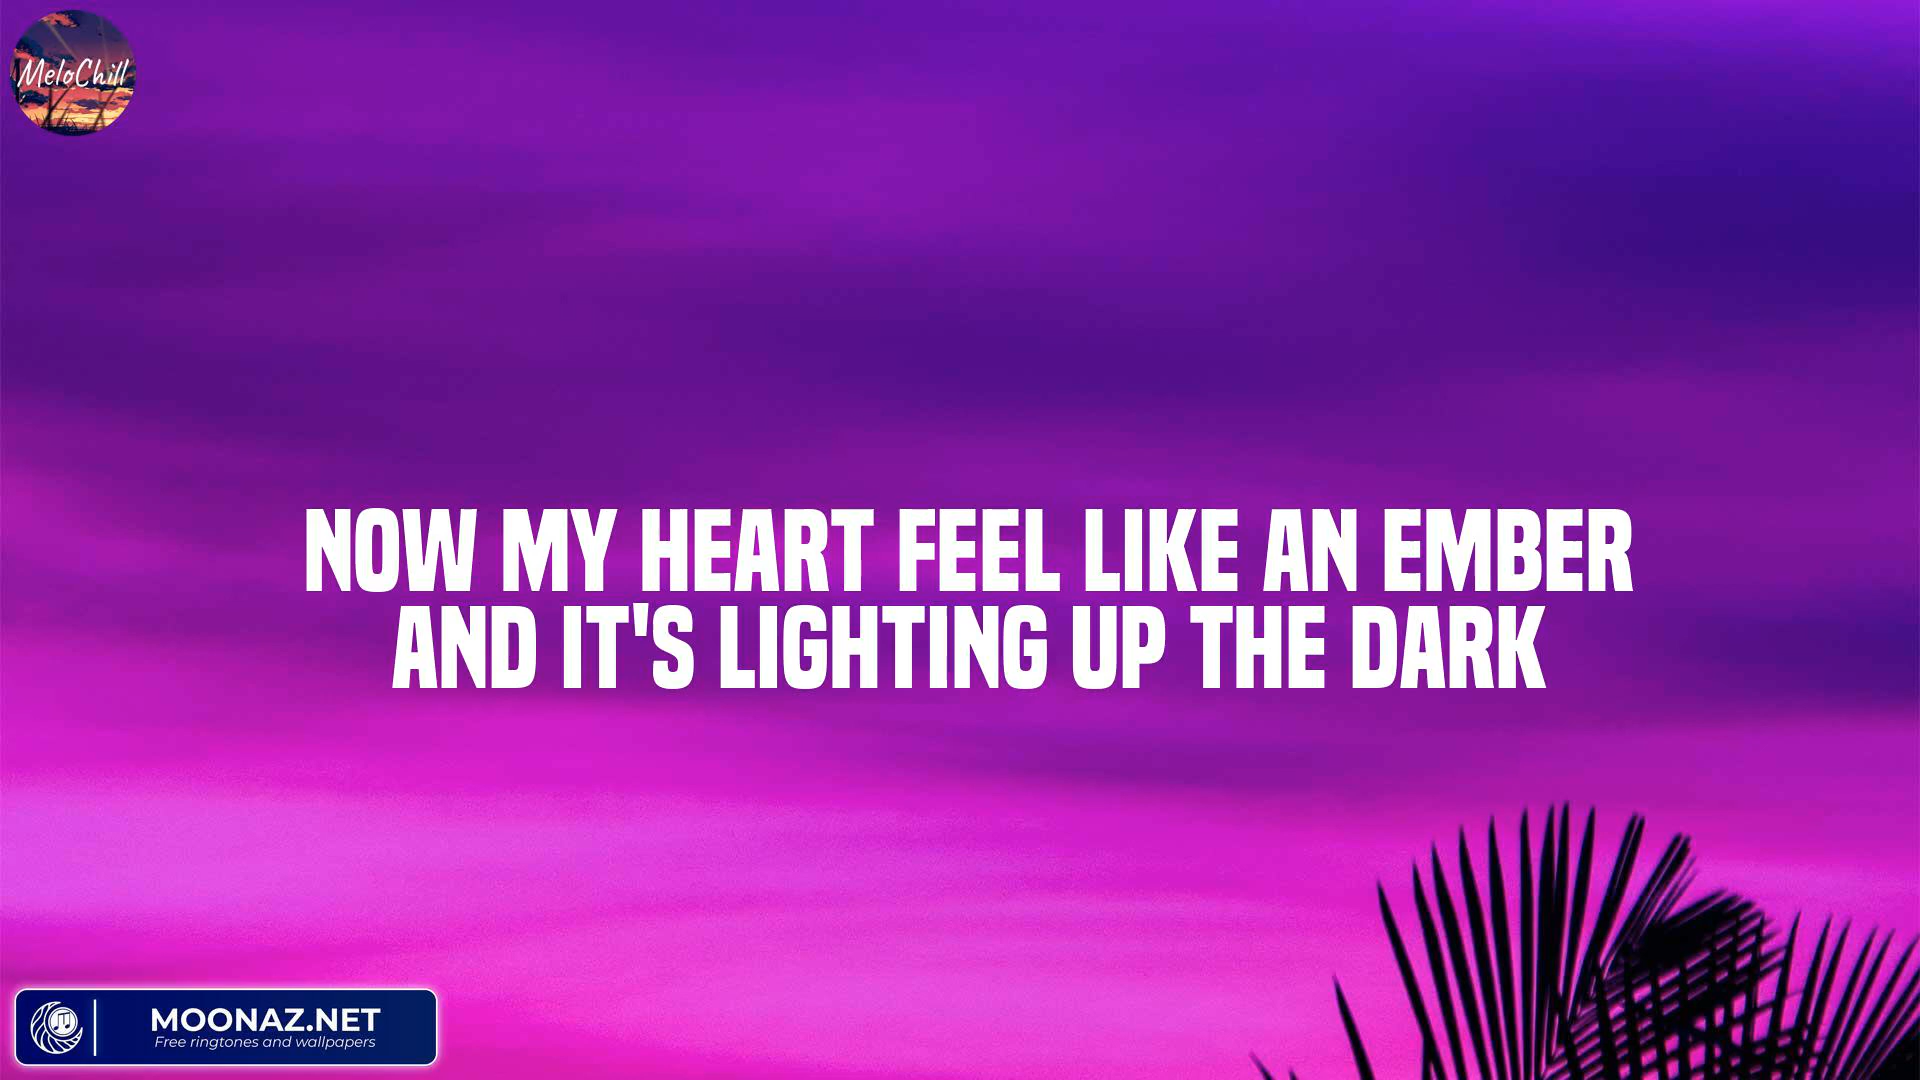 MeloChill
NOW MY HEART FEEL LIKE AN EMBER
AND IT'S LIGHTING UP THE DARK
MOONAZ.NET
Free ringtones and wallpapers